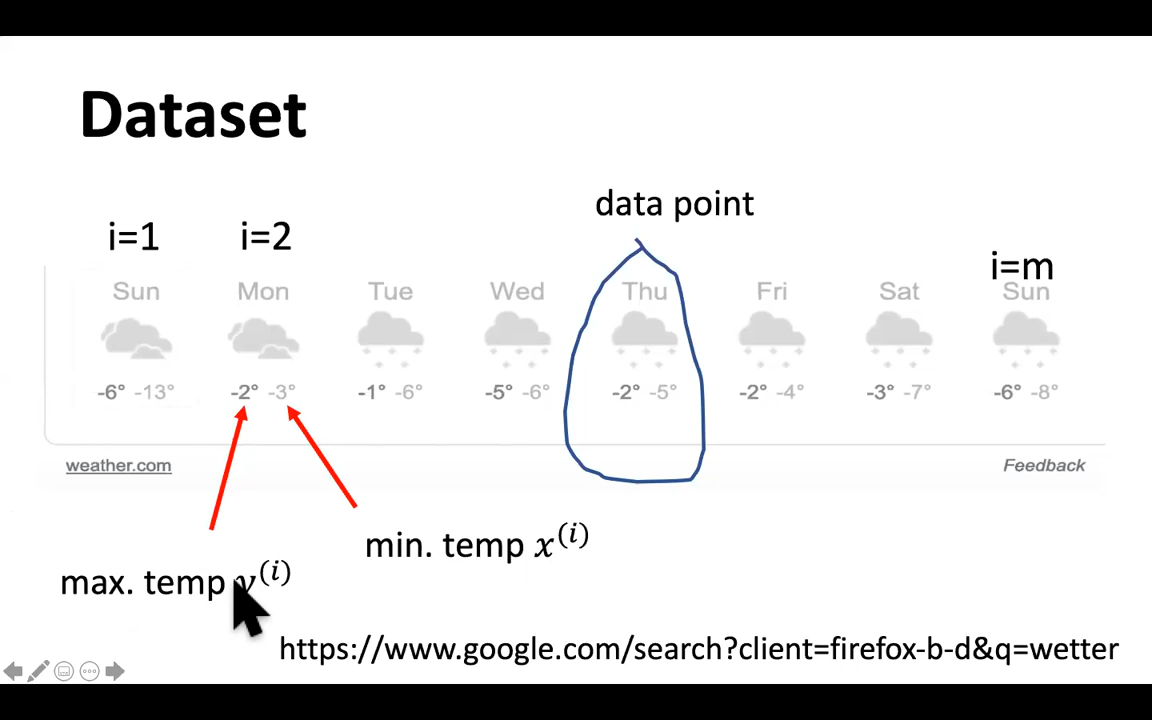 Dataset
data point
i=1 i=2
i=m
Sun Mon Tue Wed Thu Fri Sat Sun
-6° -13° -2° -3° -1° -6° -5° -6° -2° -5° -2° -4° -3° -7° -6° -8°
weather.com Feedback
min. temp x^(i)
max. temp y^(i)
https://www.google.com/search?client=firefox-b-d&q=wetter